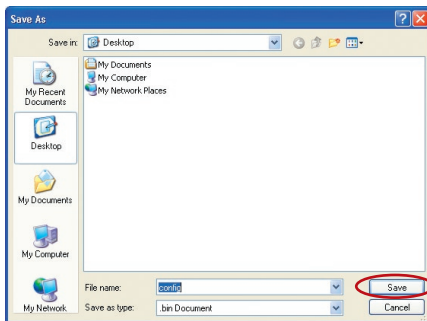 Save As
Save in:
Desktop
My Recent
Documents
Desktop
My Documents
My Computer
My Network
My Documents
My Computer
My Network Places
File name:
config
Save
Save as type:
.bin Document
Cancel